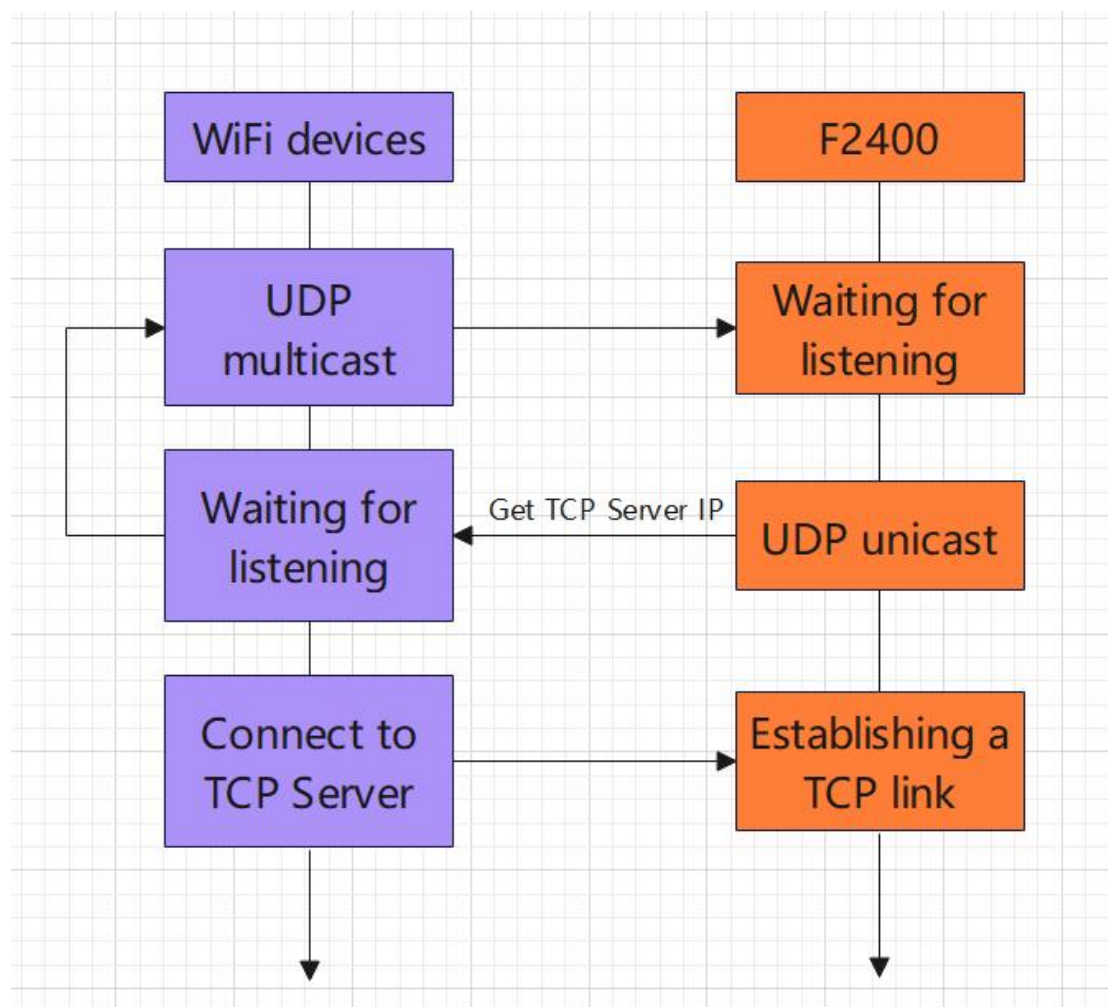 WiFi devices
F2400
UDP
multicast
Waiting for
listening
Waiting for
listening
Get TCP Server IP
UDP unicast
Connect to
TCP Server
Establishing a
TCP link